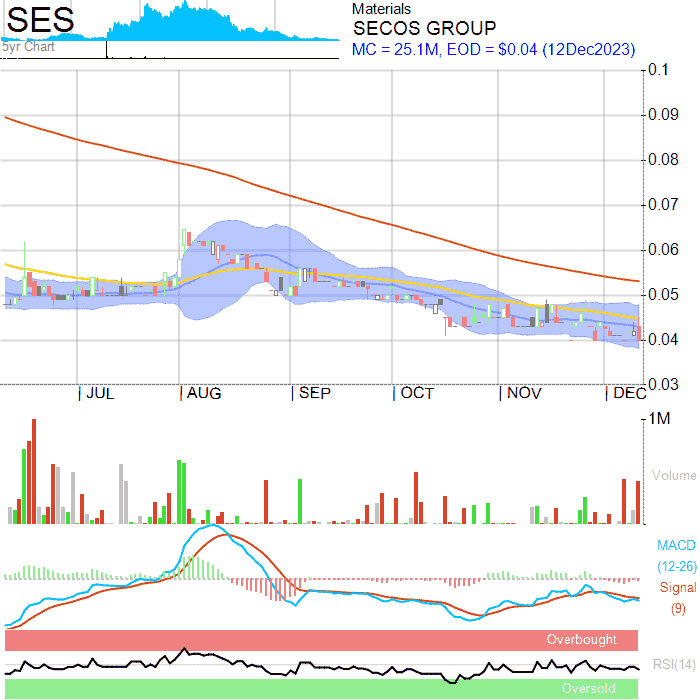 SES
5yr Chart
Materials
SECOS GROUP
MC = 25.1M, EOD = $0.04 (12Dec2023)
0.1
0.09
0.08
0.07
0.06
0.05
0.04
0.03
JUL AUG SEP OCT NOV DEC
1M
Volume
MACD
(12-26)
Signal
(9)
Overbought
RSI(14)
Oversold